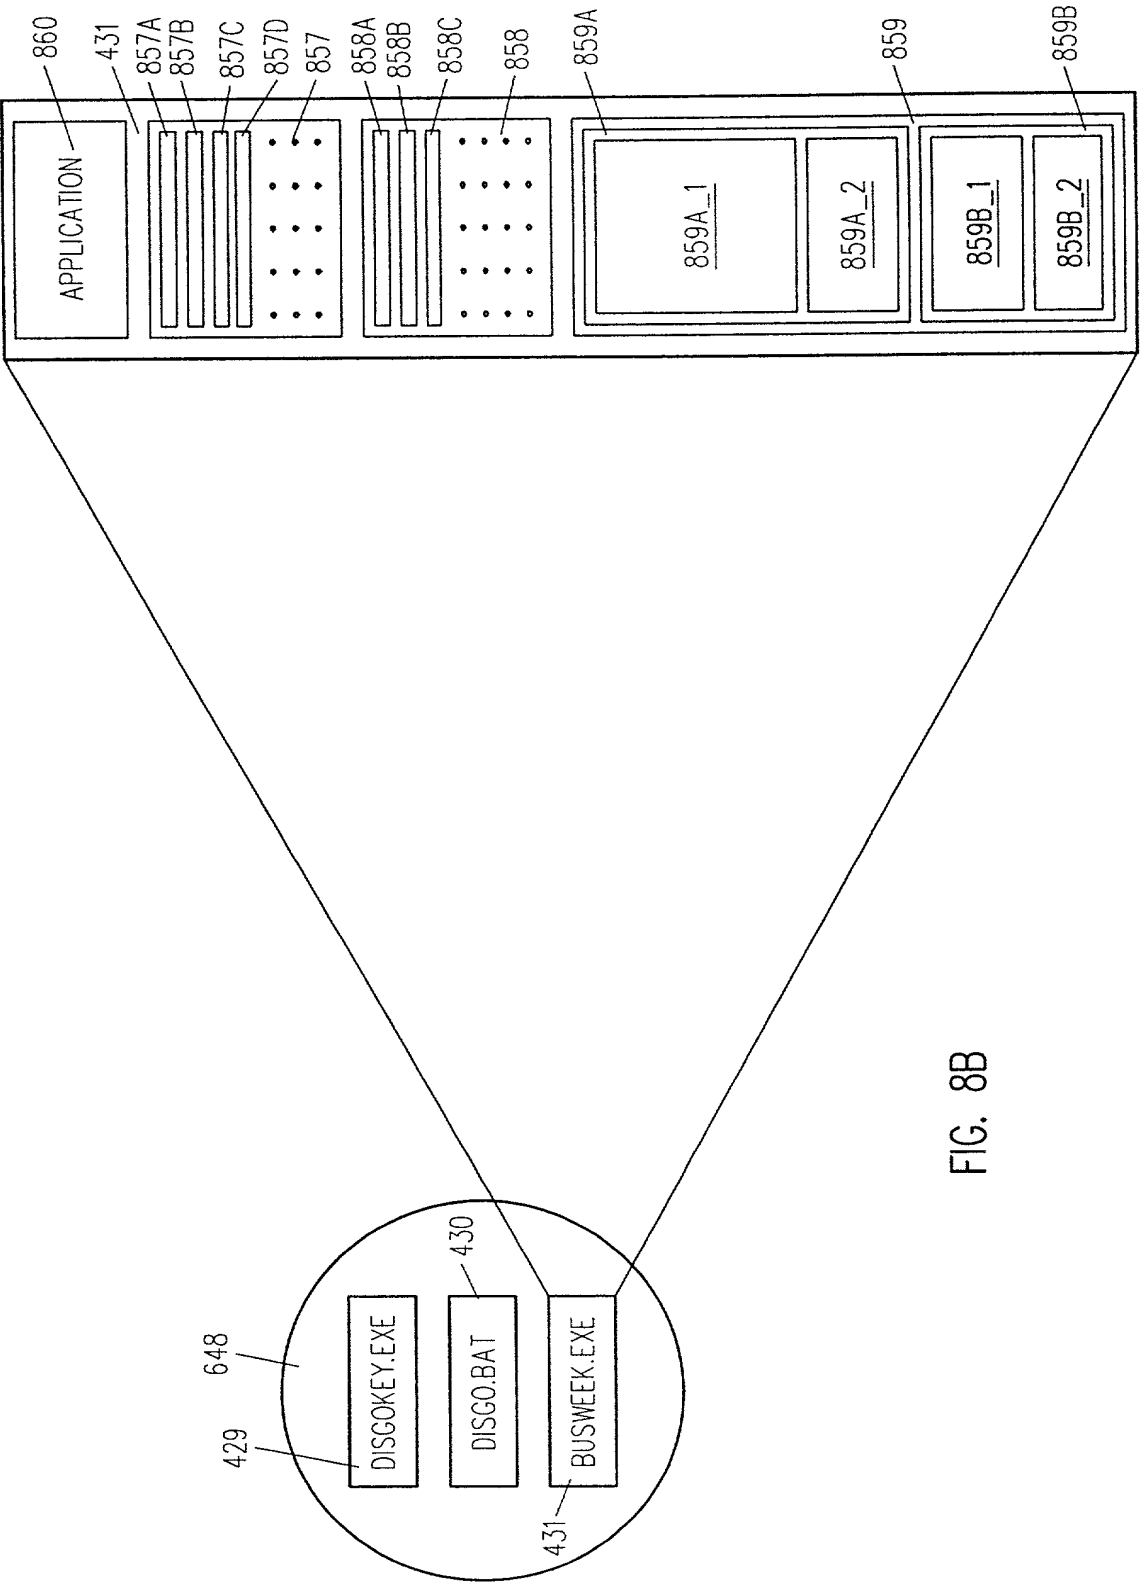 648
429
DISGOKEY.EXE
430
DISGO.BAT
431
BUSWEEK.EXE
860
APPLICATION
431
857A
857B
857C
857D
857
858A
858B
858C
858
859A
859A_1
859A_2
859
859B_1
859B_2
859B
FIG. 8B